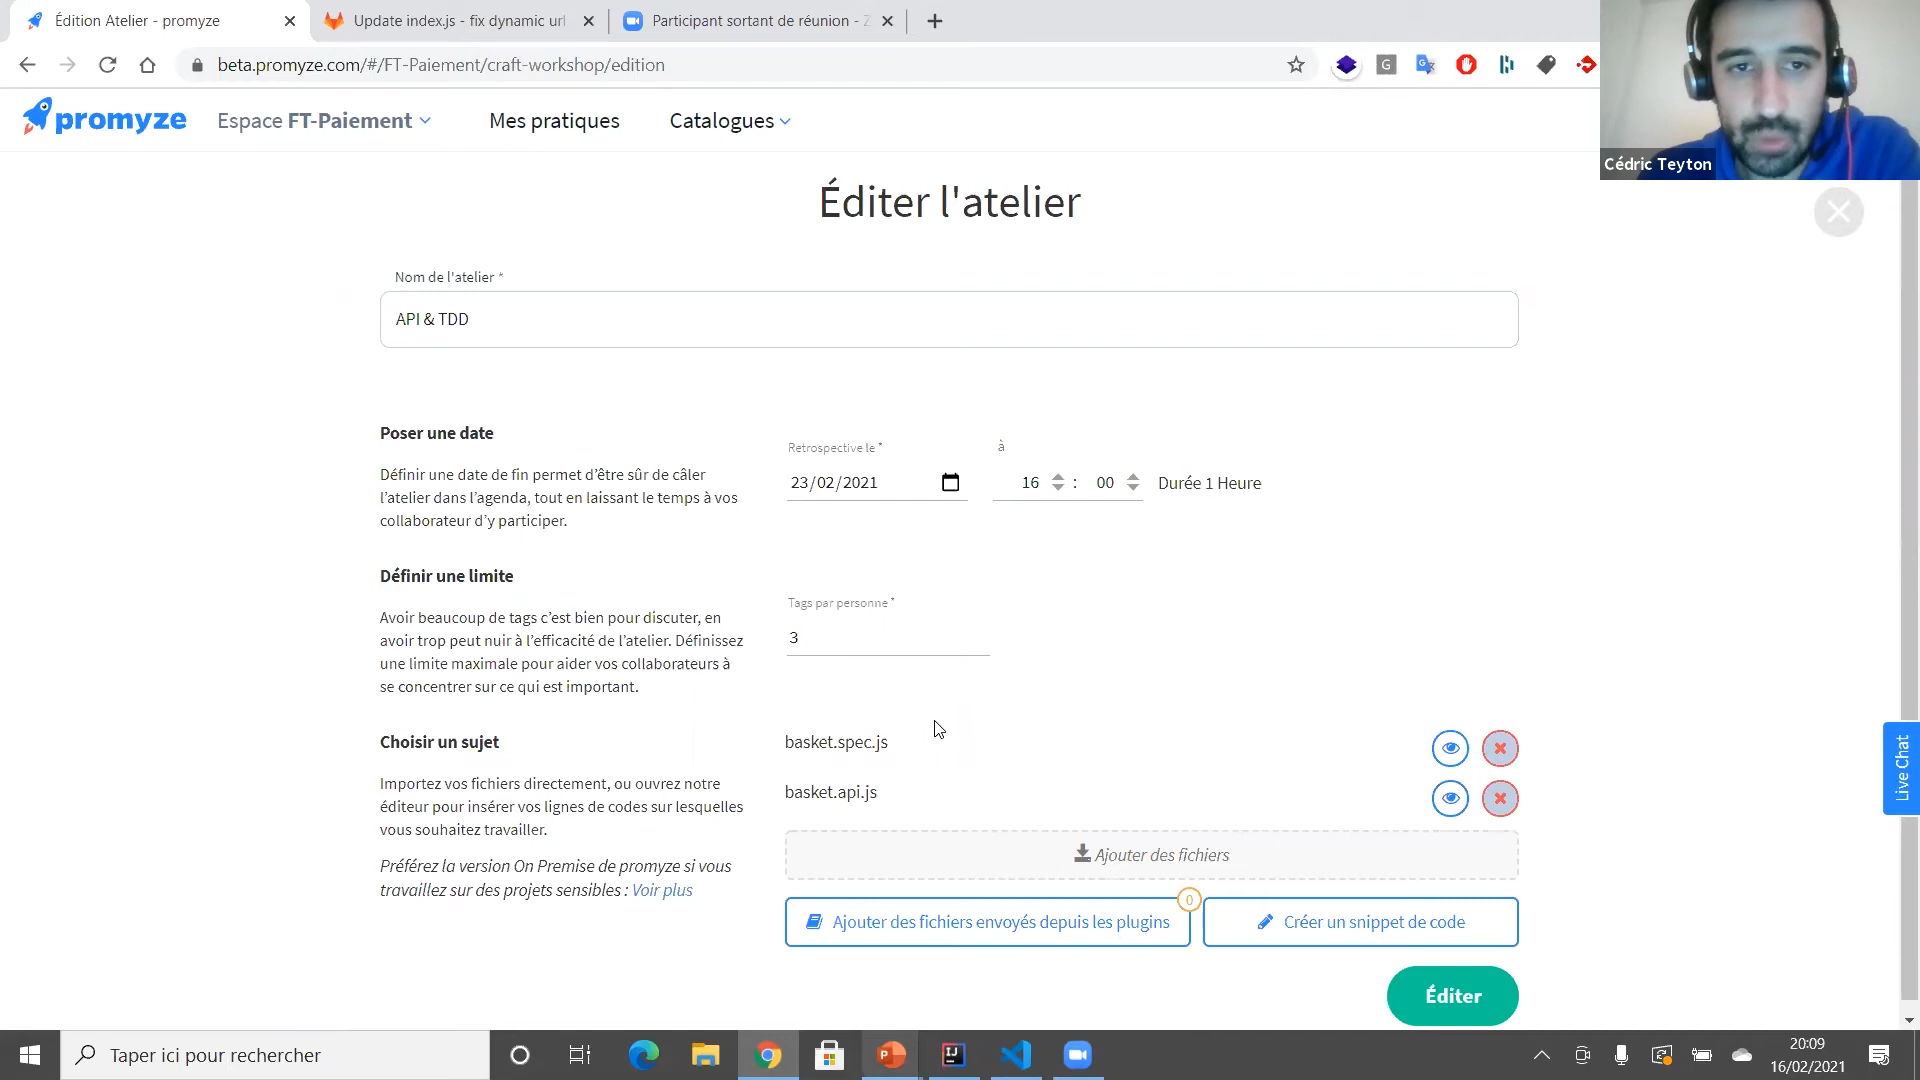 Édition Atelier - promyze
Update index.js - fix dynamic url
Participant sortant de réunion - Z
beta.promyze.com/#/FT-Paiement/craft-workshop/edition
promyze
Espace FT-Paiement
Mes pratiques
Catalogues
Cédric Teyton
Éditer l'atelier
Nom de l'atelier *
API & TDD
Poser une date
Définir une date de fin permet d’être sûr de câler
l’atelier dans l’agenda, tout en laissant le temps à vos
collaborateur d’y participer.
Retrospective le *
à
23/02/2021
16 : 00
Durée 1 Heure
Définir une limite
Avoir beaucoup de tags c’est bien pour discuter, en
avoir trop peut nuir à l’efficacité de l’atelier. Définissez
une limite maximale pour aider vos collaborateurs à
se concentrer sur ce qui est important.
Tags par personne *
3
Choisir un sujet
Importez vos fichiers directement, ou ouvrez notre
éditeur pour insérer vos lignes de codes sur lesquelles
vous souhaitez travailler.
Préférez la version On Premise de promyze si vous
travaillez sur des projets sensibles : Voir plus
basket.spec.js
basket.api.js
Ajouter des fichiers
Ajouter des fichiers envoyés depuis les plugins
0
Créer un snippet de code
Éditer
Live Chat
Taper ici pour rechercher
20:09
16/02/2021